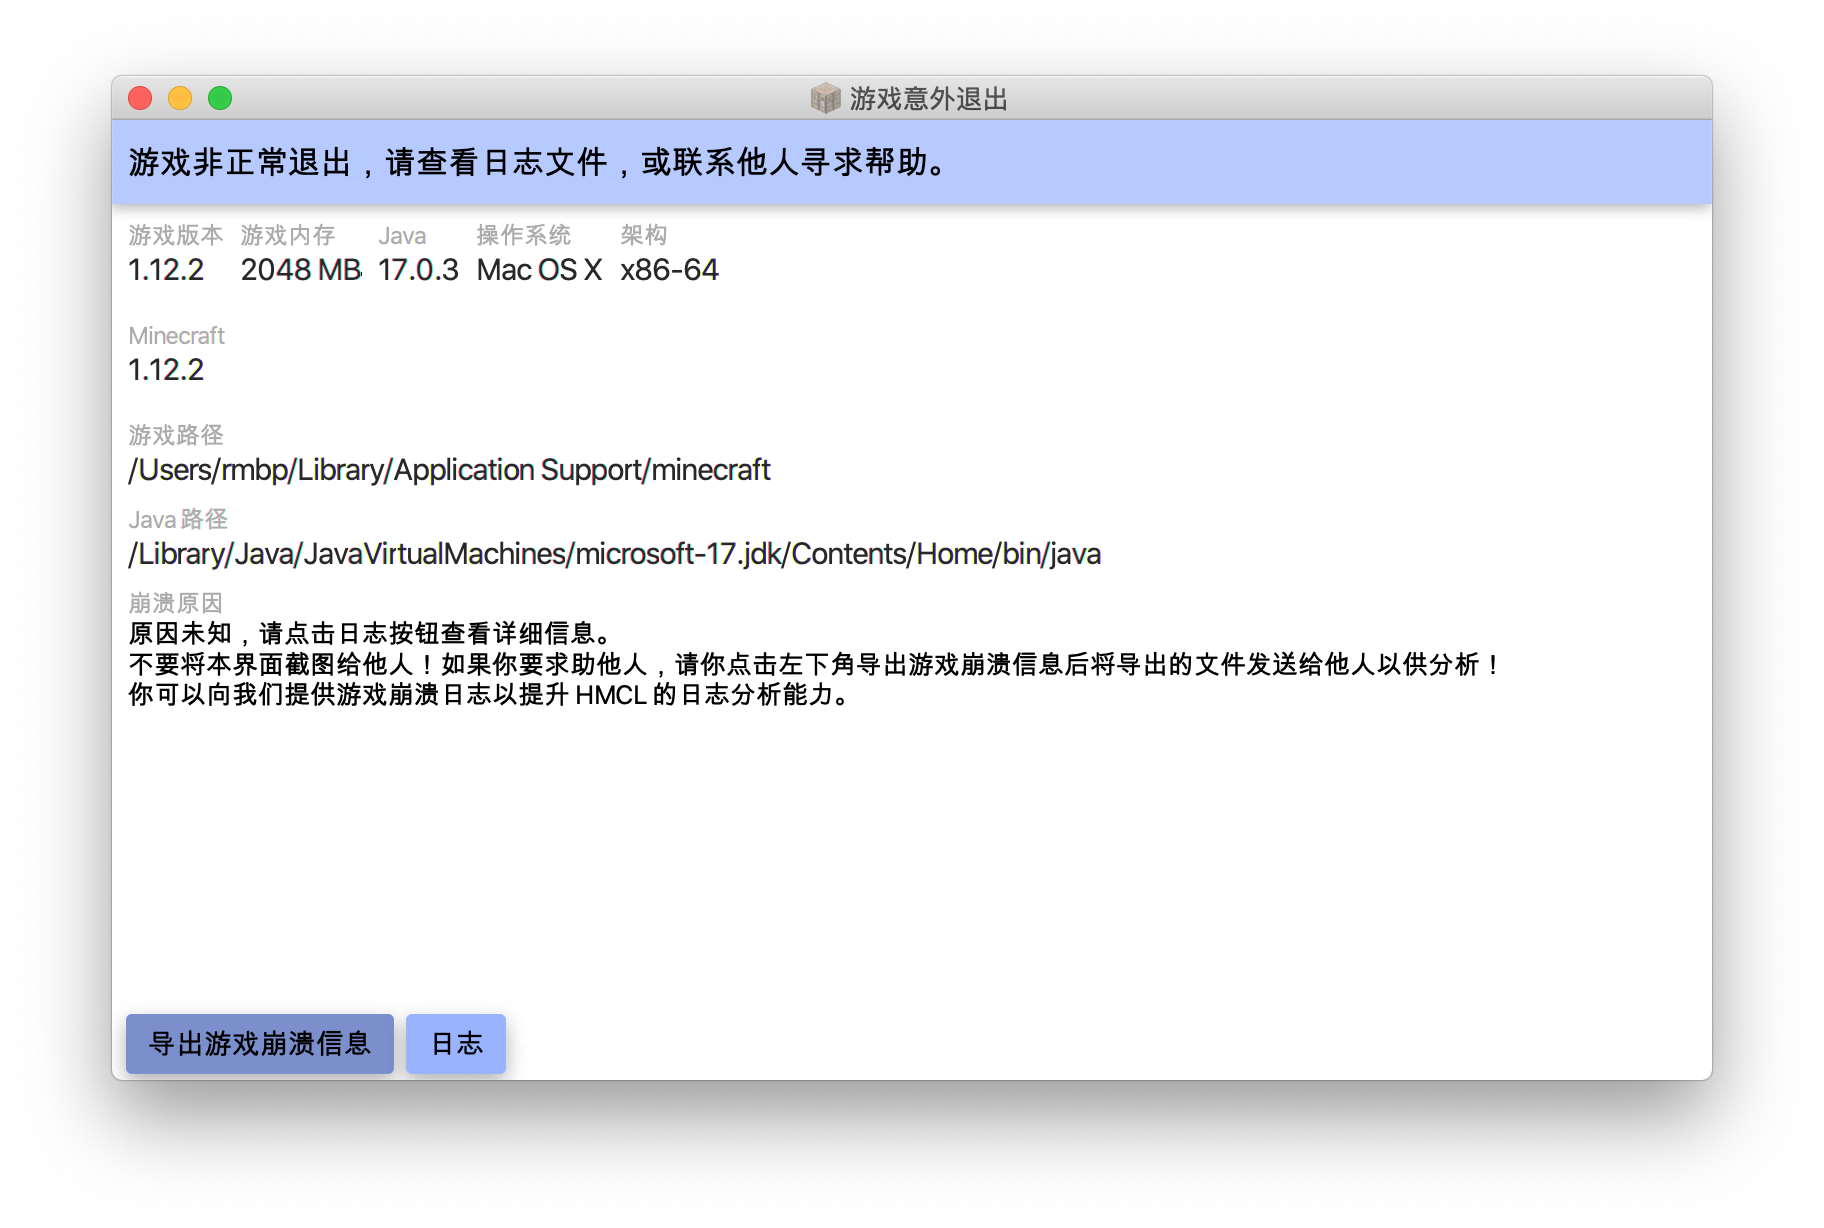 游戏意外退出
游戏非正常退出，请查看日志文件，或联系他人寻求帮助。
游戏版本 游戏内存 Java 操作系统 架构
1.12.2 2048 MB 17.0.3 Mac OS X x86-64
Minecraft
1.12.2
游戏路径
/Users/rmbp/Library/Application Support/minecraft
Java 路径
/Library/Java/JavaVirtualMachines/microsoft-17.jdk/Contents/Home/bin/java
崩溃原因
原因未知，请点击日志按钮查看详细信息。
不要将本界面截图给他人！如果你要求助他人，请你点击左下角导出游戏崩溃信息后将导出的文件发送给他人以供分析！
你可以向我们提供游戏崩溃日志以提升 HMCL 的日志分析能力。
导出游戏崩溃信息 日志